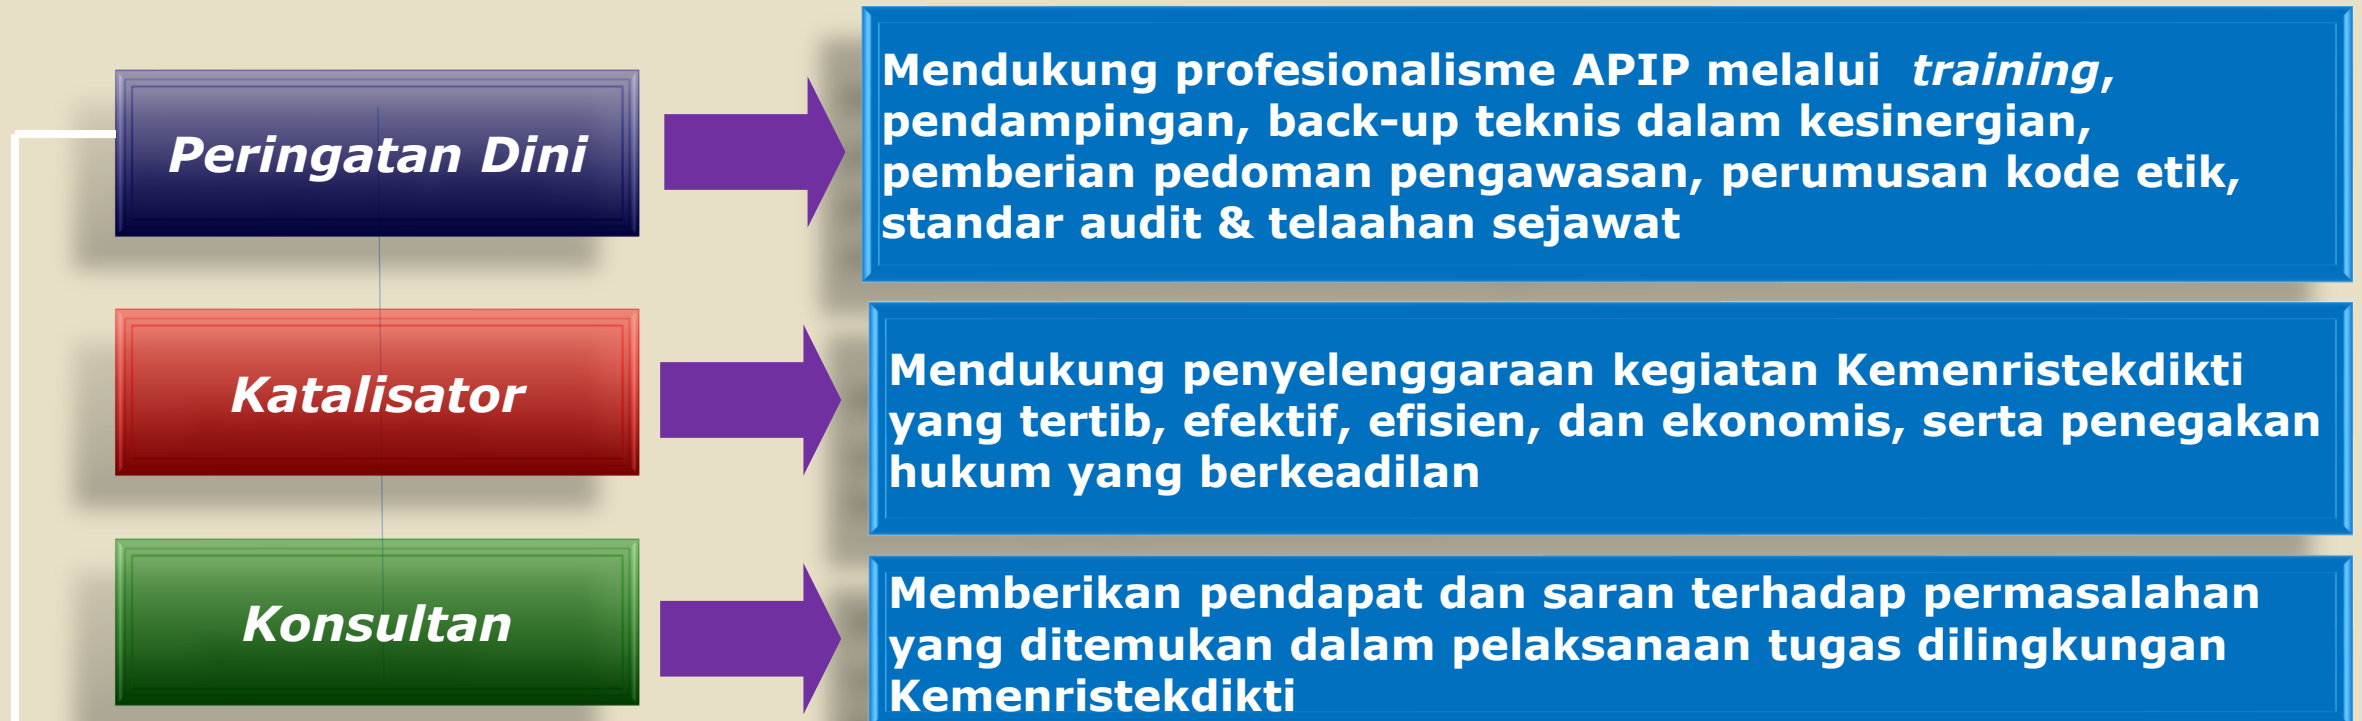 Peringatan Dini
Mendukung profesionalisme APIP melalui training,
pendampingan, back-up teknis dalam kesinergian,
pemberian pedoman pengawasan, perumusan kode etik,
standar audit & telaahan sejawat
Katalisator
Mendukung penyelenggaraan kegiatan Kemenristekdikti
yang tertib, efektif, efisien, dan ekonomis, serta penegakan
hukum yang berkeadilan
Konsultan
Memberikan pendapat dan saran terhadap permasalahan
yang ditemukan dalam pelaksanaan tugas dilingkungan
Kemenristekdikti